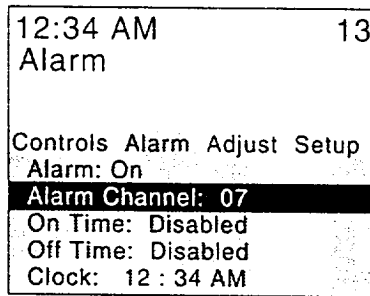 12:34 AM 13
Alarm
Controls Alarm Adjust Setup
Alarm: On
Alarm Channel: 07
On Time: Disabled
Off Time: Disabled
Clock: 12 : 34 AM